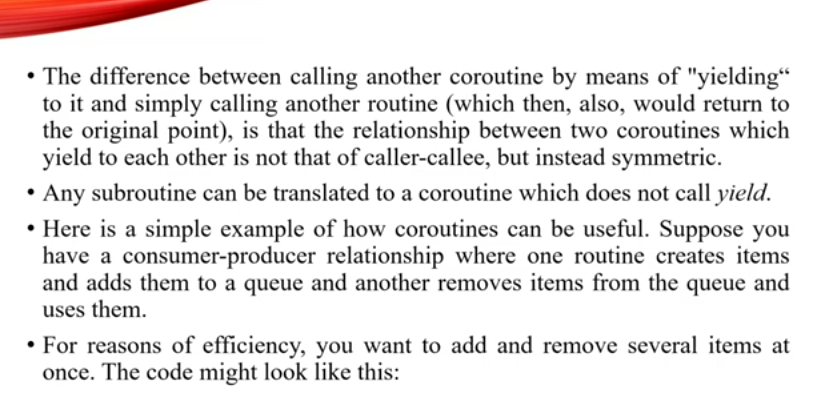 • The difference between calling another coroutine by means of "yielding“
to it and simply calling another routine (which then, also, would return to
the original point), is that the relationship between two coroutines which
yield to each other is not that of caller-callee, but instead symmetric.
• Any subroutine can be translated to a coroutine which does not call yield.
• Here is a simple example of how coroutines can be useful. Suppose you
have a consumer-producer relationship where one routine creates items
and adds them to a queue and another removes items from the queue and
uses them.
• For reasons of efficiency, you want to add and remove several items at
once. The code might look like this: